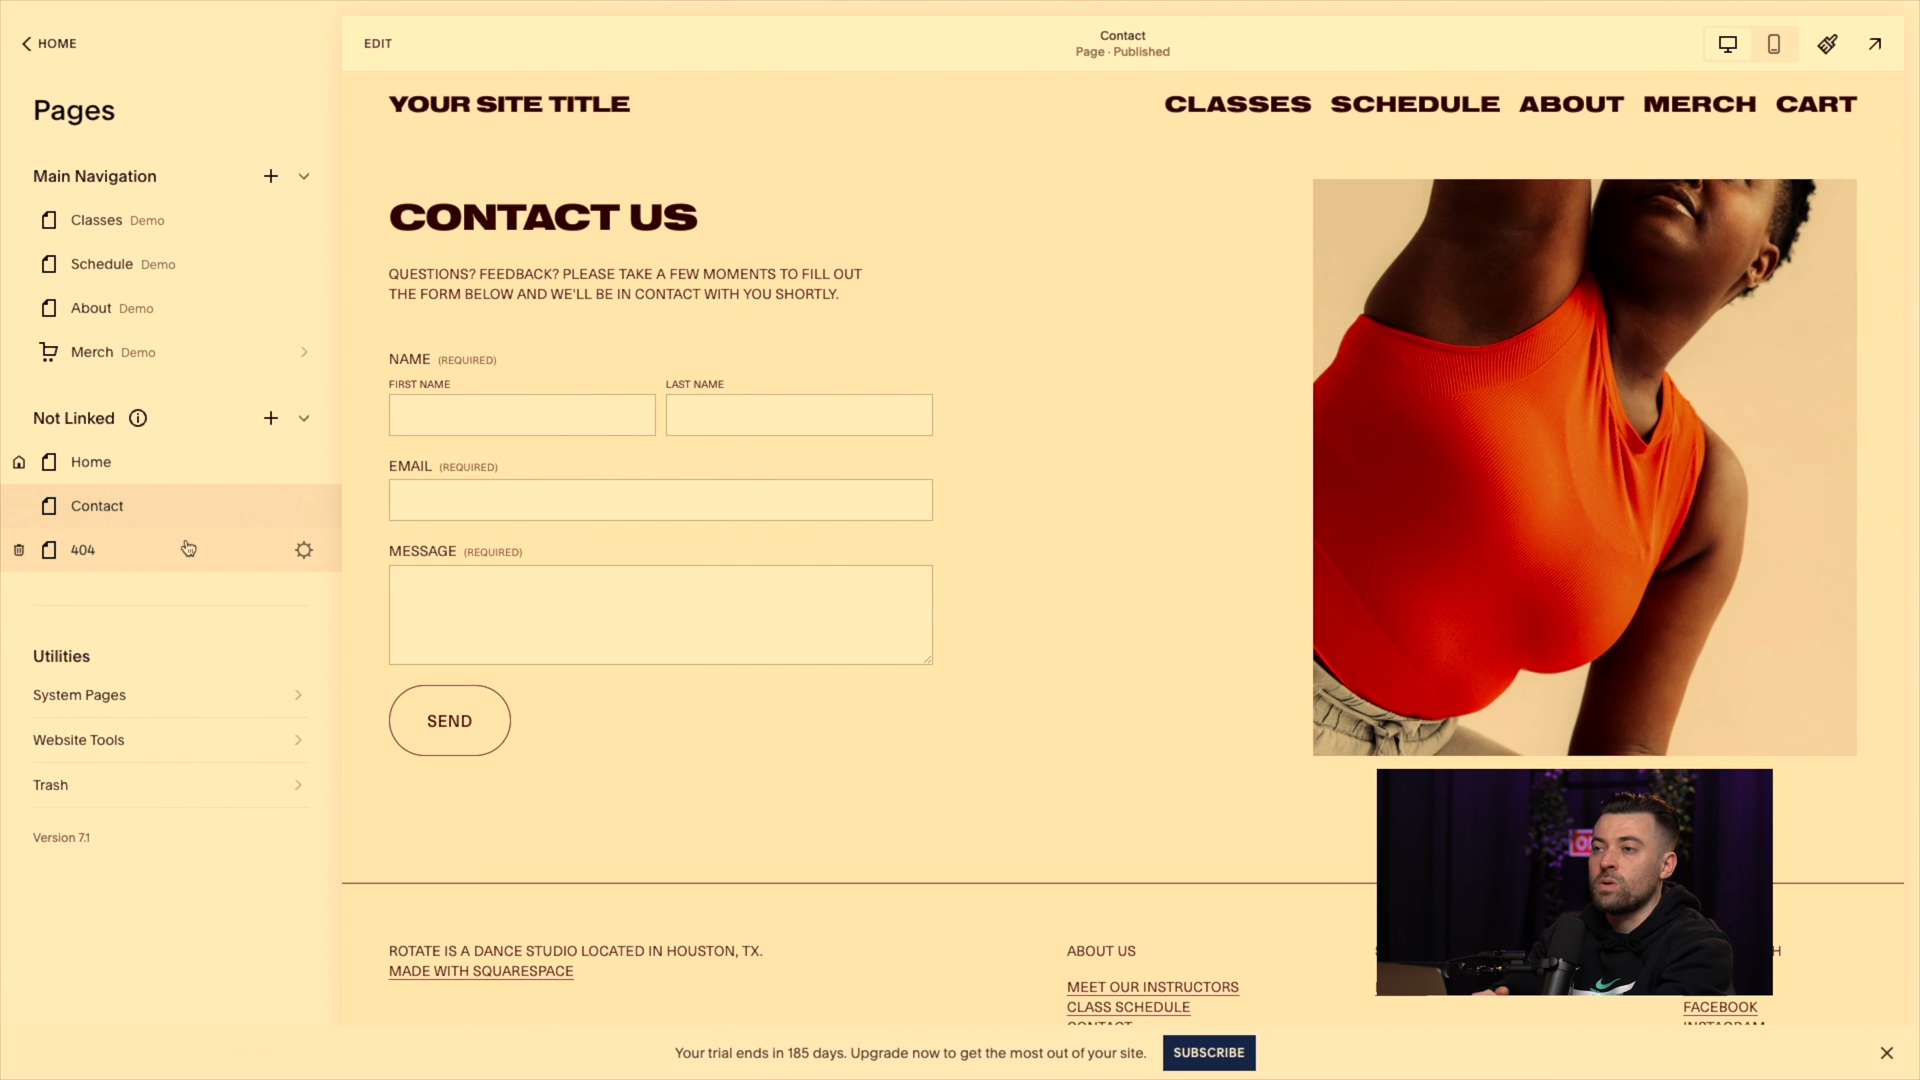 HOME
Pages
Main Navigation
Classes Demo
Schedule Demo
About Demo
Merch Demo
Not Linked
Home
Contact
404
Utilities
System Pages
Website Tools
Trash
Version 7.1
EDIT
Contact
Page · Published
YOUR SITE TITLE
CLASSES SCHEDULE ABOUT MERCH CART
CONTACT US
QUESTIONS? FEEDBACK? PLEASE TAKE A FEW MOMENTS TO FILL OUT
THE FORM BELOW AND WE'LL BE IN CONTACT WITH YOU SHORTLY.
NAME (REQUIRED)
FIRST NAME LAST NAME
EMAIL (REQUIRED)
MESSAGE (REQUIRED)
SEND
ROTATE IS A DANCE STUDIO LOCATED IN HOUSTON, TX.
MADE WITH SQUARESPACE
ABOUT US
MEET OUR INSTRUCTORS
CLASS SCHEDULE
CONTACT
FACEBOOK
INSTAGRAM
Your trial ends in 185 days. Upgrade now to get the most out of your site. SUBSCRIBE